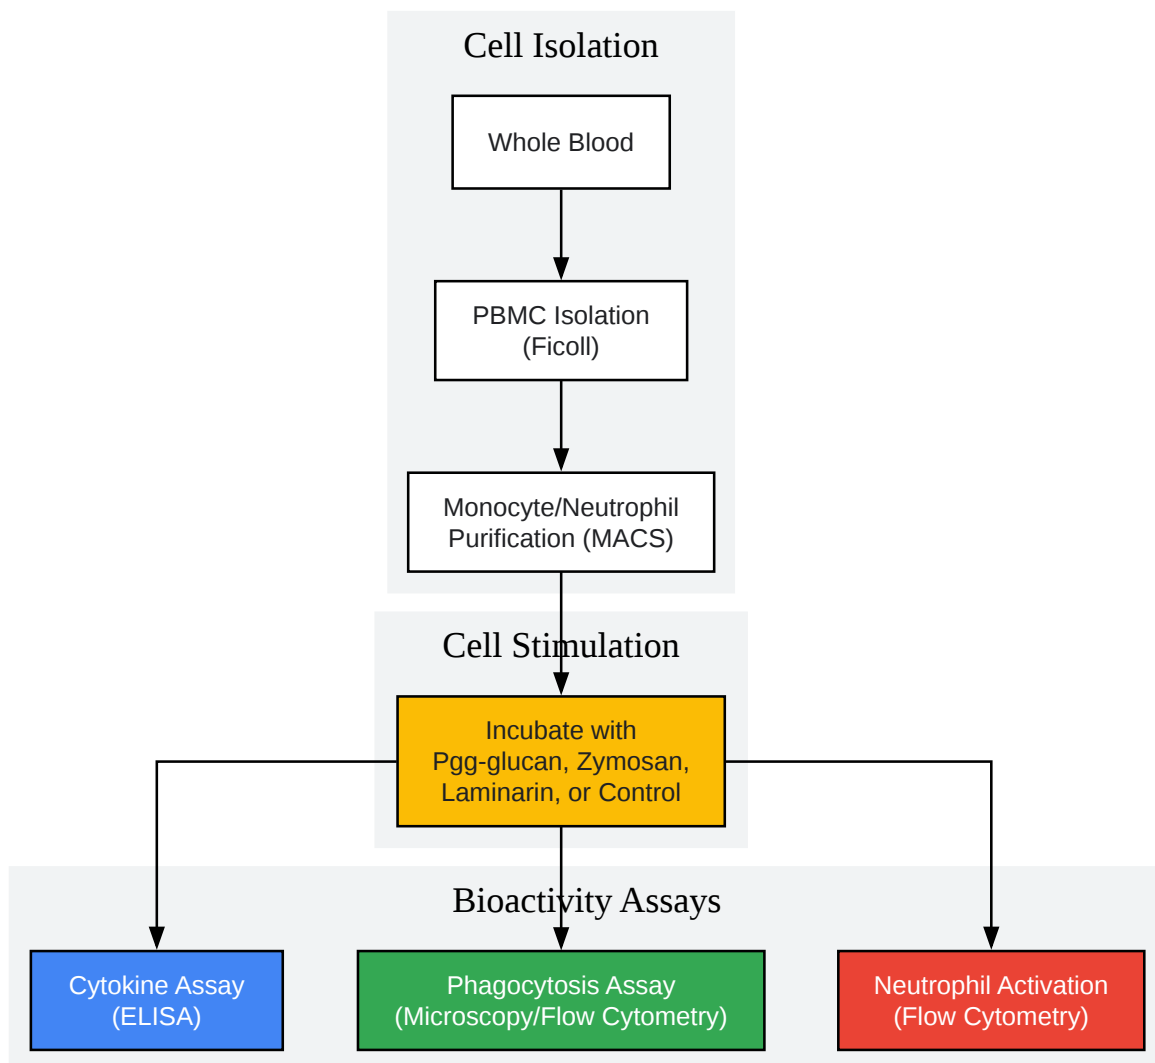 Cell Isolation
Whole Blood
PBMC Isolation
(Ficoll)
Monocyte/Neutrophil
Purification (MACS)
Cell Stimulation
Incubate with
Pgg-glucan, Zymosan,
Laminarin, or Control
Bioactivity Assays
Cytokine Assay
(ELISA)
Phagocytosis Assay
(Microscopy/Flow Cytometry)
Neutrophil Activation
(Flow Cytometry)